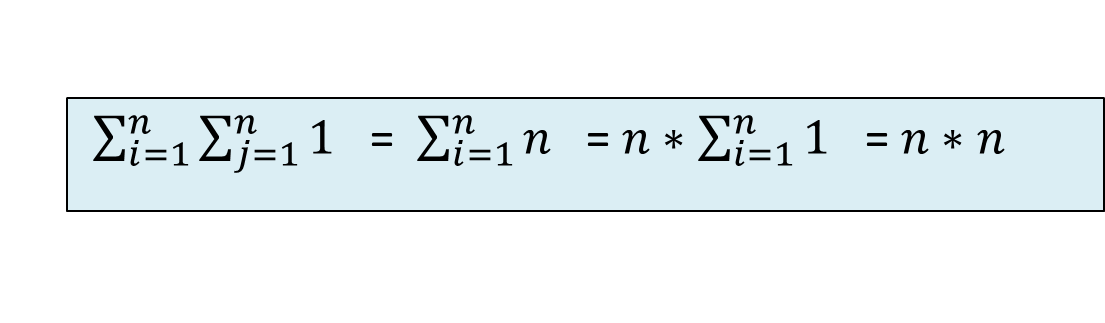 ∑ⁿᵢ₌₁ ∑ⁿⱼ₌₁ 1 = ∑ⁿᵢ₌₁ n = n ∗ ∑ⁿᵢ₌₁ 1 = n ∗ n